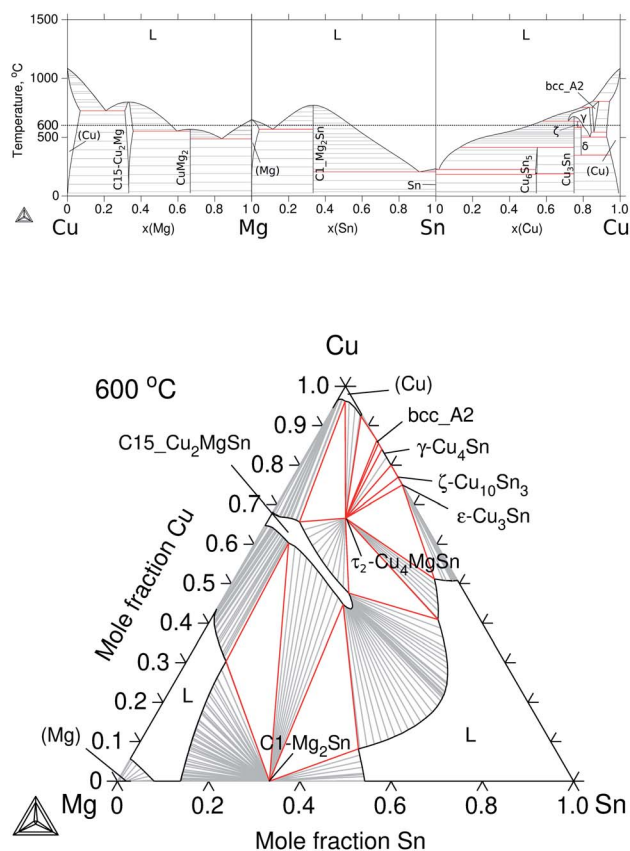 1500
1000
600
500
0
Temperature, °C
L
L
L
(Cu)
C15-Cu₂Mg
CuMg₂
(Mg)
C1_Mg₂Sn
Sn
bcc_A2
γ
ζ
δ
Cu₆Sn₅
Cu₃Sn
(Cu)
0 0.2 0.4 0.6 0.8 1.0 0.2 0.4 0.6 0.8 1 0 0.2 0.4 0.6 0.8 1.0
Cu x(Mg) Mg x(Sn) Sn x(Cu) Cu
Cu
600 °C
1.0
(Cu)
0.9
bcc_A2
C15_Cu₂MgSn
γ-Cu₄Sn
0.8
ζ-Cu₁₀Sn₃
0.7
ε-Cu₃Sn
0.6
τ₂-Cu₄MgSn
0.5
Mole fraction Cu
0.4
0.3
0.2
L
(Mg)
C1-Mg₂Sn
L
0.1
0
Mg 0 0.2 0.4 0.6 0.8 1.0 Sn
Mole fraction Sn